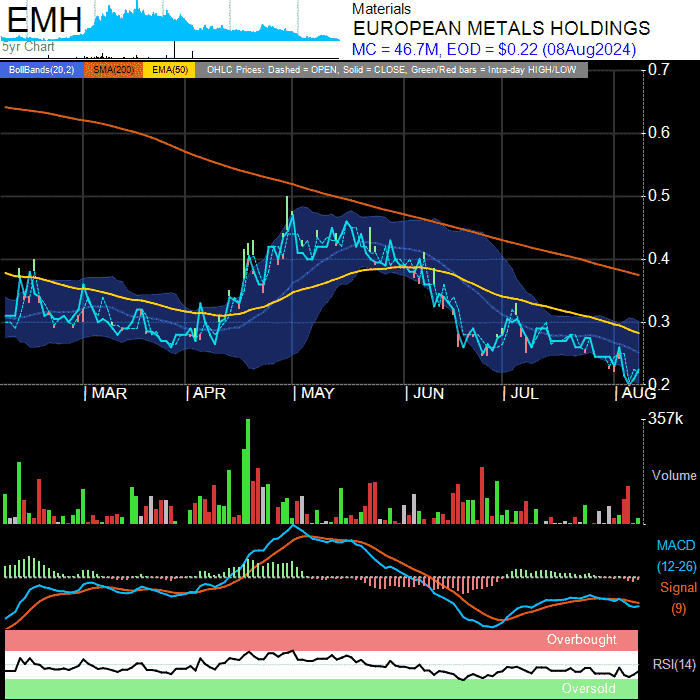 EMH
5yr Chart
Materials
EUROPEAN METALS HOLDINGS
MC = 46.7M, EOD = $0.22 (08Aug2024)
BollBands(20,2) SMA(200) EMA(50) OHLC Prices: Dashed = OPEN, Solid = CLOSE, Green/Red bars = Intra-day HIGH/LOW
0.7
0.6
0.5
0.4
0.3
0.2
MAR APR MAY JUN JUL AUG
357k
Volume
MACD
(12-26)
Signal
(9)
Overbought
RSI(14)
Oversold